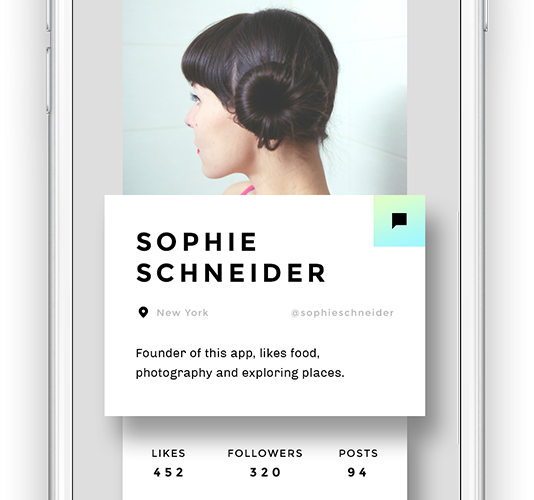 SOPHIE
SCHNEIDER
New York @sophieschneider
Founder of this app, likes food,
photography and exploring places.
LIKES FOLLOWERS POSTS
452 320 94